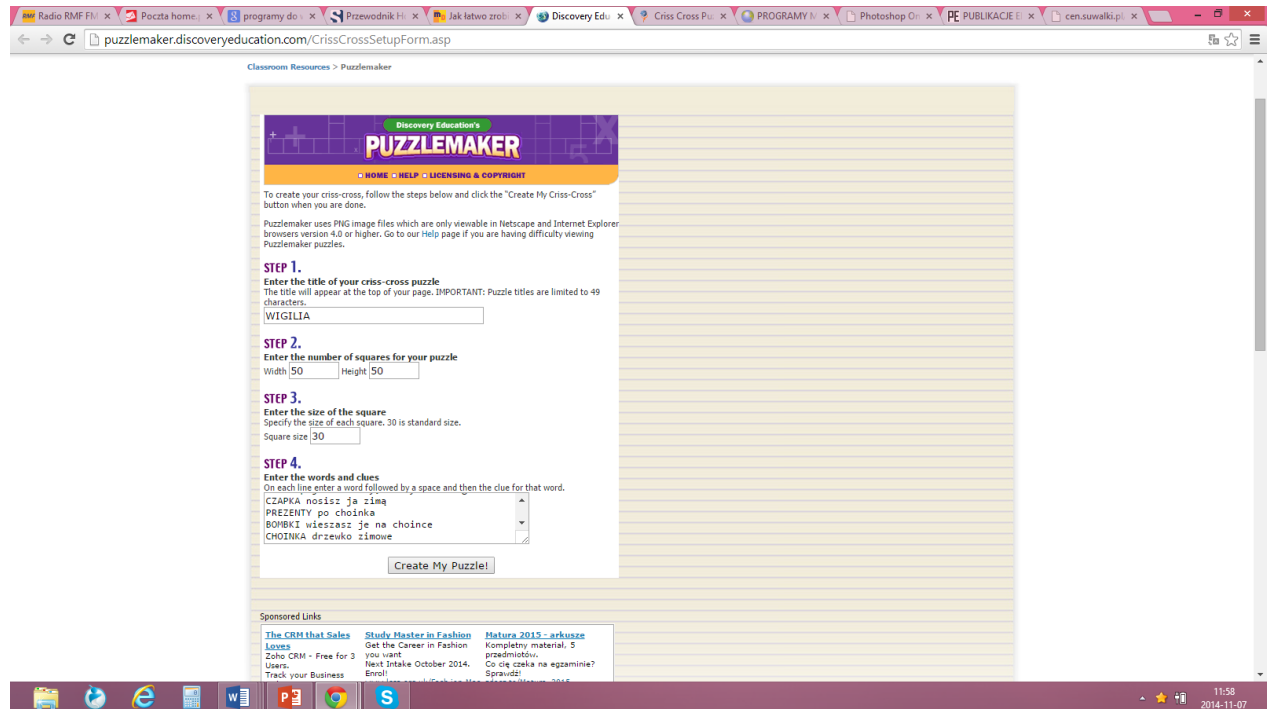 Radio RMF FM
Poczta home.p
programy do
Przewodnik H
Jak łatwo zrob
Discovery Edu
Criss Cross Pu
PROGRAMY
Photoshop On
PUBLIKACJE E
cen.suwalki.pl
puzzlemaker.discoveryeducation.com/CrissCrossSetupForm.asp
Classroom Resources > Puzzlemaker
Discovery Education's
PUZZLEMAKER
HOME HELP LICENSING & COPYRIGHT
To create your criss-cross, follow the steps below and click the "Create My Criss-Cross"
button when you are done.
Puzzlemaker uses PNG image files which are only viewable in Netscape and Internet Explorer
browsers version 4.0 or higher. Go to our Help page if you are having difficulty viewing
Puzzlemaker puzzles.
STEP 1.
Enter the title of your criss-cross puzzle
The title will appear at the top of your page. IMPORTANT: Puzzle titles are limited to 49
characters.
WIGILIA
STEP 2.
Enter the number of squares for your puzzle
Width 50 Height 50
STEP 3.
Enter the size of the square
Specify the size of each square. 30 is standard size.
Square size 30
STEP 4.
Enter the words and clues
On each line enter a word followed by a space and then the clue for that word.
CZAPKA nosisz ja zimą
PREZENTY po choinka
BOMBKI wieszasz je na choince
CHOINKA drzewko zimowe
Create My Puzzle!
Sponsored Links
The CRM that Sales
Loves
Zoho CRM - Free for 3
Users.
Track your Business
Study Master in Fashion
Get the Career in Fashion
you want
Next Intake October 2014.
Enrol!
Matura 2015 - arkusze
Kompletny materiał, 5
przedmiotów.
Co cię czeka na egzaminie?
Sprawdź!
11:58
2014-11-07